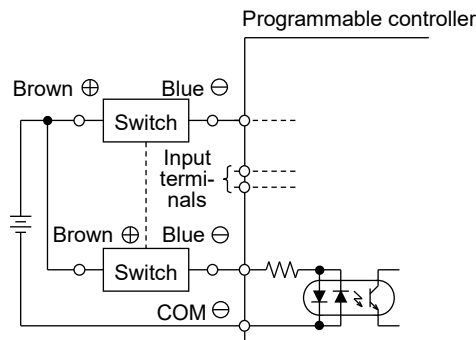 Programmable controller
Brown ⊕
Blue ⊖
Switch
Input
termi-
nals
Brown ⊕
Blue ⊖
Switch
COM ⊖